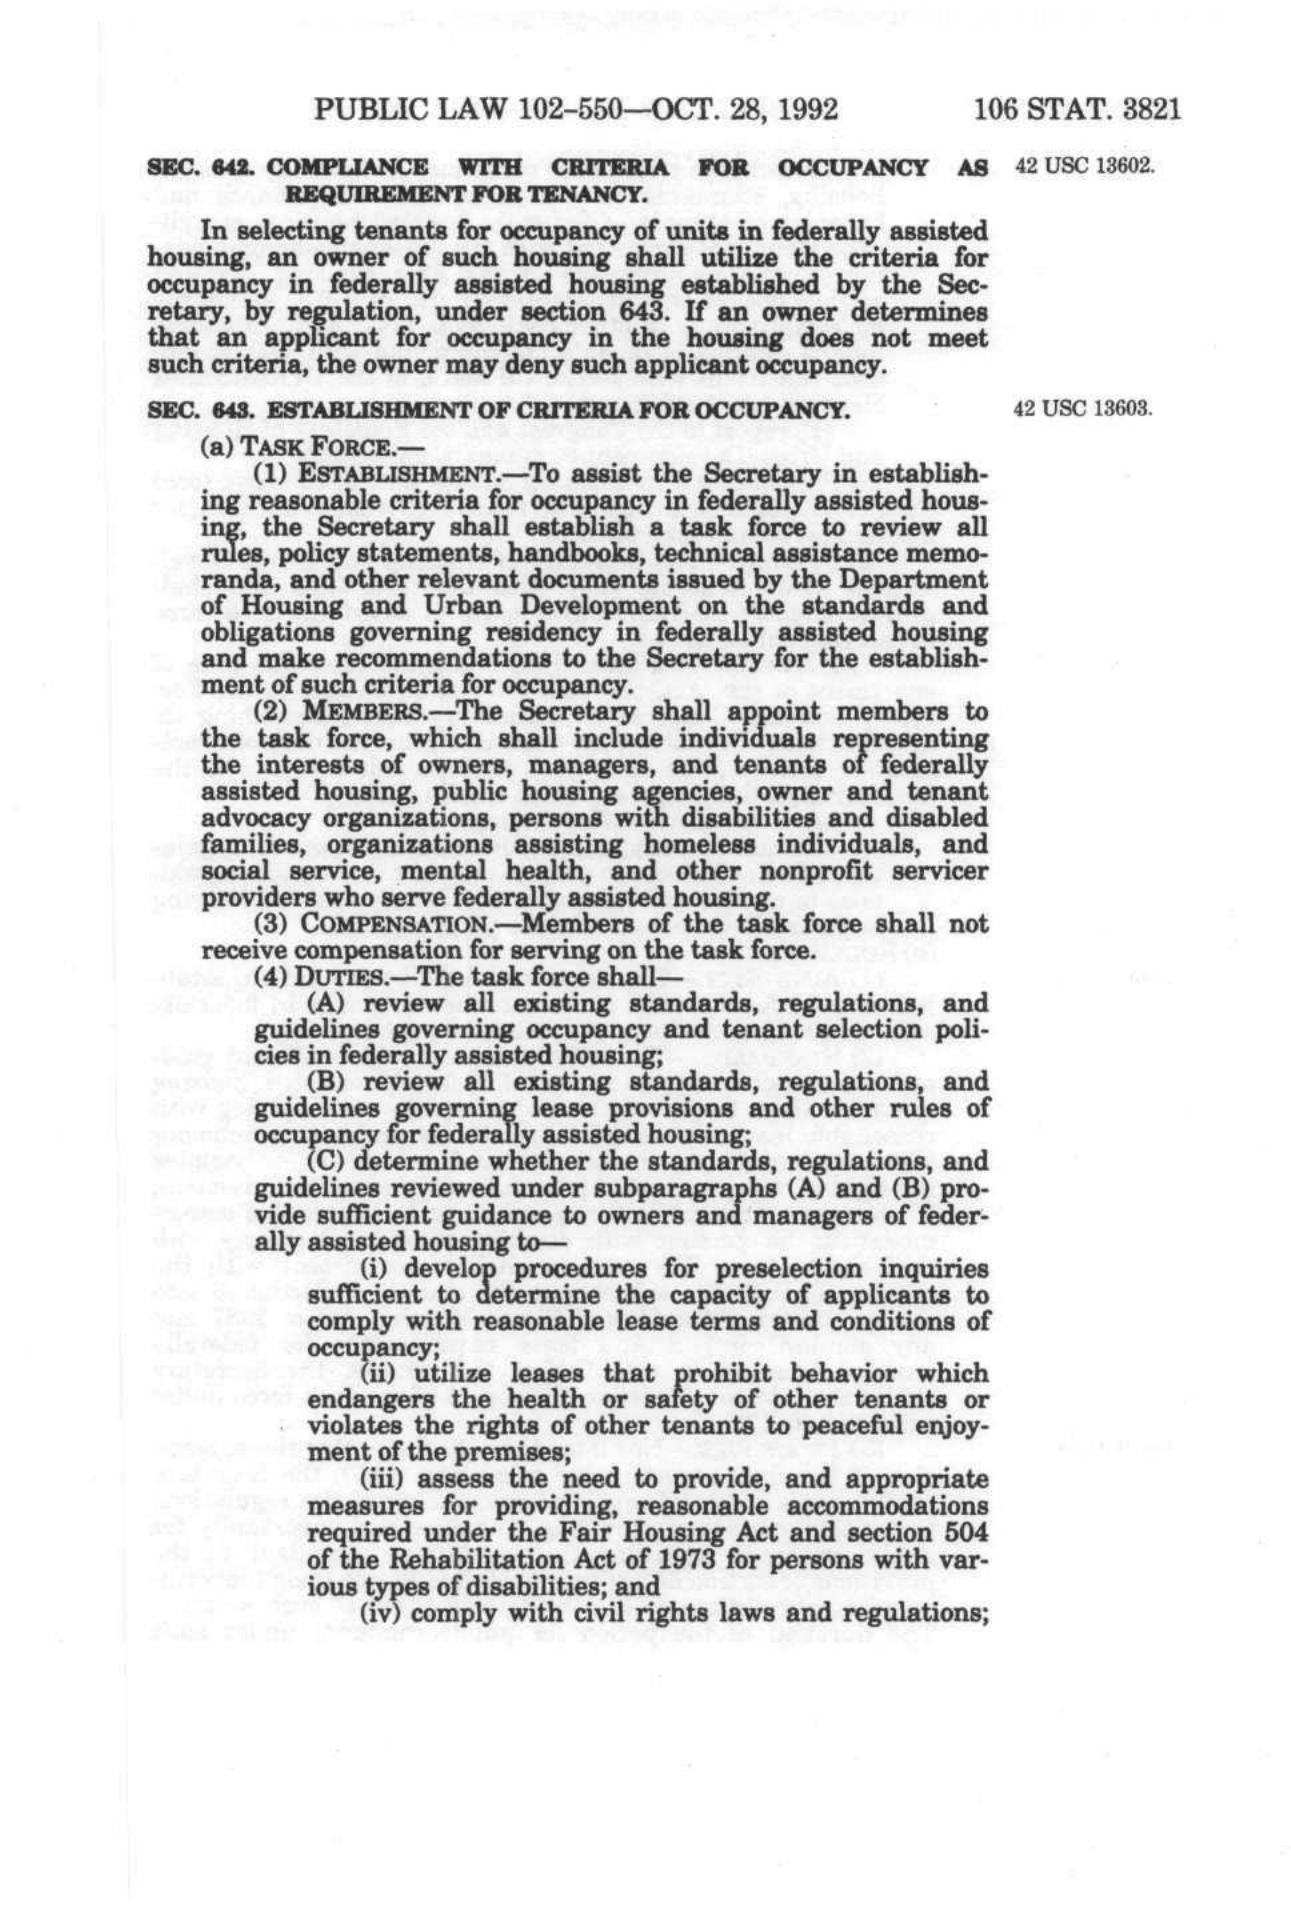 PUBLIC LAW 102-550—OCT. 28, 1992 106 STAT. 3821
SEC. 642. COMPLIANCE WITH CRITERIA FOR OCCUPANCY AS 42 USC 13602.
REQUIREMENT FOR TENANCY.
In selecting tenants for occupancy of units in federally assisted
housing, an owner of such housing shall utilize the criteria for
occupancy in federally assisted housing established by the Sec-
retary, by regulation, under section 643. If an owner determines
that an applicant for occupancy in the housing does not meet
such criteria, the owner may deny such applicant occupancy.
SEC. 643. ESTABLISHMENT OF CRITERIA FOR OCCUPANCY. 42 USC 13603.
(a) TASK FORCE.—
(1) ESTABLISHMENT.—To assist the Secretary in establish-
ing reasonable criteria for occupancy in federally assisted hous-
ing, the Secretary shall establish a task force to review all
rules, policy statements, handbooks, technical assistance memo-
randa, and other relevant documents issued by the Department
of Housing and Urban Development on the standards and
obligations governing residency in federally assisted housing
and make recommendations to the Secretary for the establish-
ment of such criteria for occupancy.
(2) MEMBERS.—The Secretary shall appoint members to
the task force, which shall include individuals representing
the interests of owners, managers, and tenants of federally
assisted housing, public housing agencies, owner and tenant
advocacy organizations, persons with disabilities and disabled
families, organizations assisting homeless individuals, and
social service, mental health, and other nonprofit servicer
providers who serve federally assisted housing.
(3) COMPENSATION.—Members of the task force shall not
receive compensation for serving on the task force.
(4) DUTIES.—The task force shall—
(A) review all existing standards, regulations, and
guidelines governing occupancy and tenant selection poli-
cies in federally assisted housing;
(B) review all existing standards, regulations, and
guidelines governing lease provisions and other rules of
occupancy for federally assisted housing;
(C) determine whether the standards, regulations, and
guidelines reviewed under subparagraphs (A) and (B) pro-
vide sufficient guidance to owners and managers of feder-
ally assisted housing to—
(i) develop procedures for preselection inquiries
sufficient to determine the capacity of applicants to
comply with reasonable lease terms and conditions of
occupancy;
(ii) utilize leases that prohibit behavior which
endangers the health or safety of other tenants or
violates the rights of other tenants to peaceful enjoy-
ment of the premises;
(iii) assess the need to provide, and appropriate
measures for providing, reasonable accommodations
required under the Fair Housing Act and section 504
of the Rehabilitation Act of 1973 for persons with var-
ious types of disabilities; and
(iv) comply with civil rights laws and regulations;